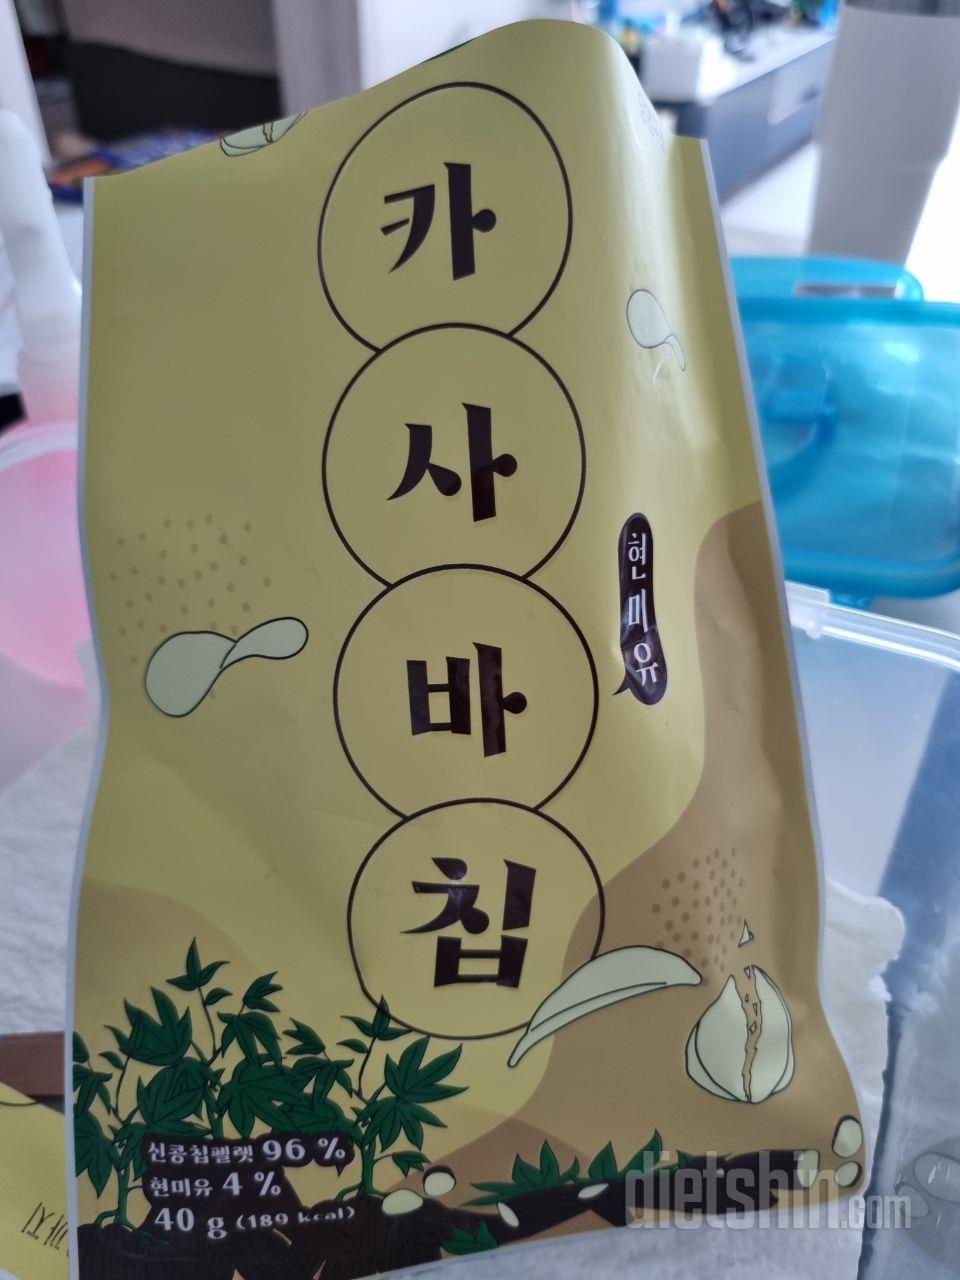 카
사
바
칩
현미유
신콩칩펠렛 96 %
현미유 4 %
40 g (189 kcal)
dietshin.com